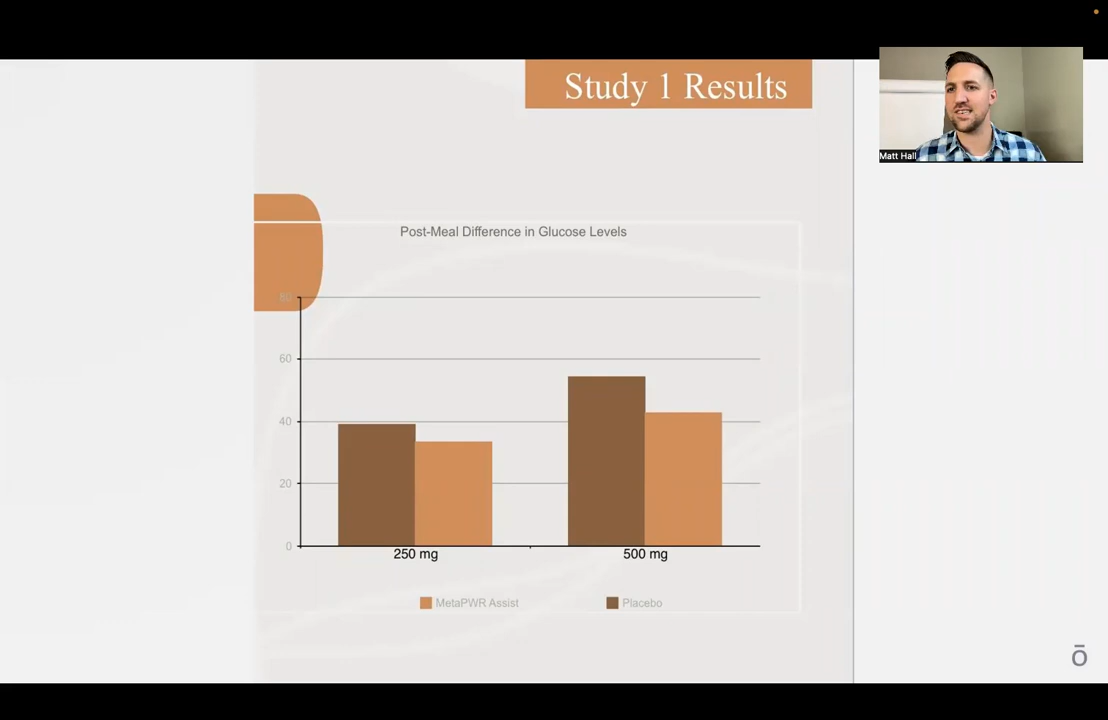 Study 1 Results
Matt Hall
Post-Meal Difference in Glucose Levels
80
60
40
20
0
250 mg 500 mg
MetaPWR Assist Placebo
ō